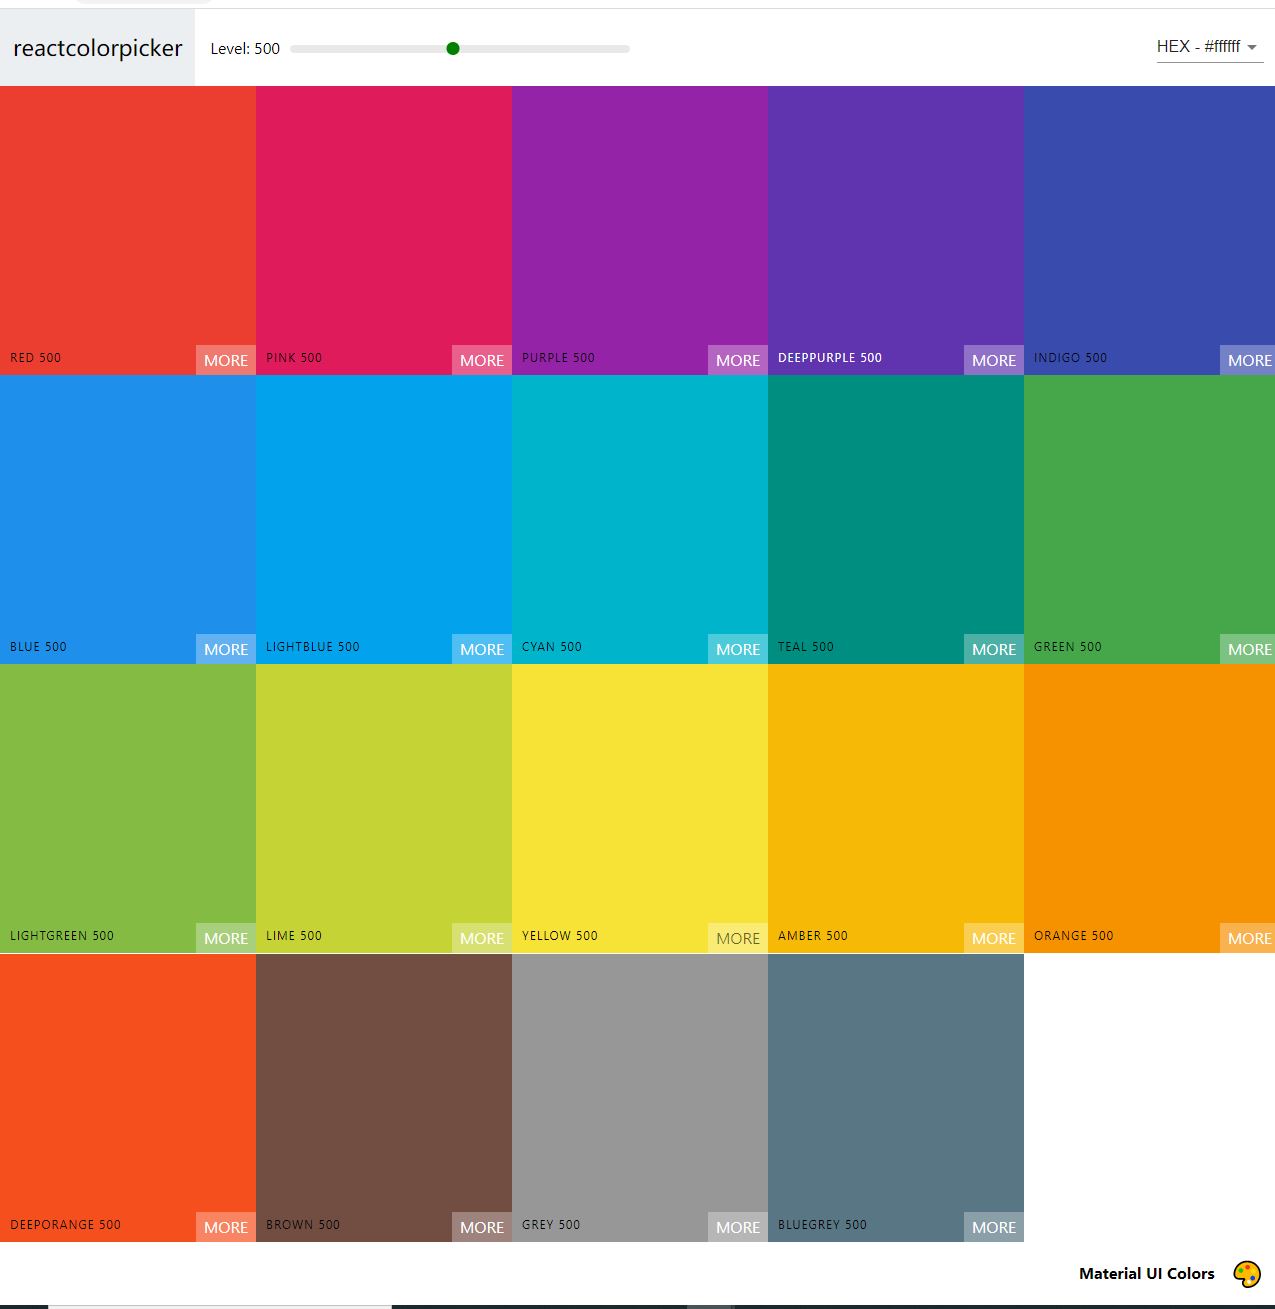 reactcolorpicker
Level: 500
HEX - #ffffff
RED 500 MORE
PINK 500 MORE
PURPLE 500 MORE
DEEPPURPLE 500 MORE
INDIGO 500 MORE
BLUE 500 MORE
LIGHTBLUE 500 MORE
CYAN 500 MORE
TEAL 500 MORE
GREEN 500 MORE
LIGHTGREEN 500 MORE
LIME 500 MORE
YELLOW 500 MORE
AMBER 500 MORE
ORANGE 500 MORE
DEEPORANGE 500 MORE
BROWN 500 MORE
GREY 500 MORE
BLUEGREY 500 MORE
Material UI Colors